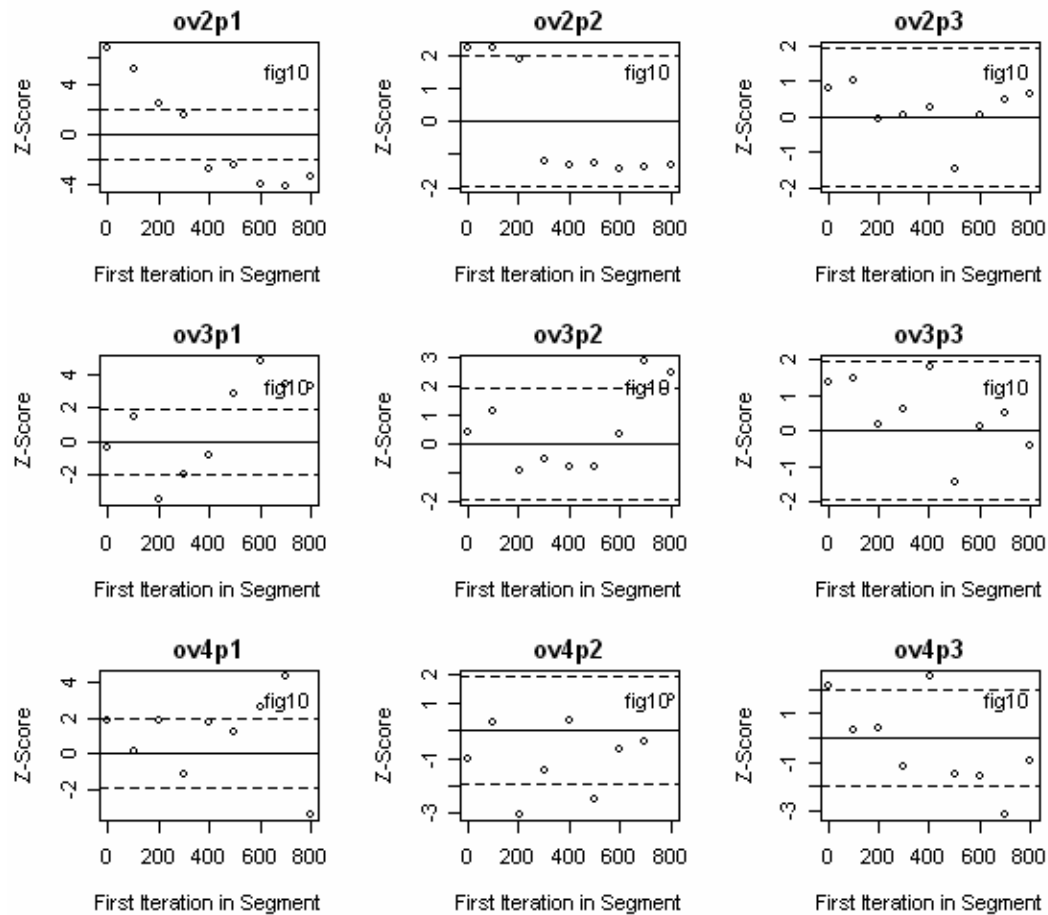 ov2p1
Z-Score
4
0
-4
fig10
0 200 400 600 800
First Iteration in Segment
ov2p2
Z-Score
2
1
0
-2
fig10
0 200 400 600 800
First Iteration in Segment
ov2p3
Z-Score
2
1
0
-1
-2
fig10
0 200 400 600 800
First Iteration in Segment
ov3p1
Z-Score
4
2
0
-2
fig10
0 200 400 600 800
First Iteration in Segment
ov3p2
Z-Score
3
2
1
0
-2
fig10
0 200 400 600 800
First Iteration in Segment
ov3p3
Z-Score
2
1
0
-1
-2
fig10
0 200 400 600 800
First Iteration in Segment
ov4p1
Z-Score
4
2
0
-2
fig10
0 200 400 600 800
First Iteration in Segment
ov4p2
Z-Score
2
1
-1
-3
fig10
0 200 400 600 800
First Iteration in Segment
ov4p3
Z-Score
1
-1
-3
fig10
0 200 400 600 800
First Iteration in Segment